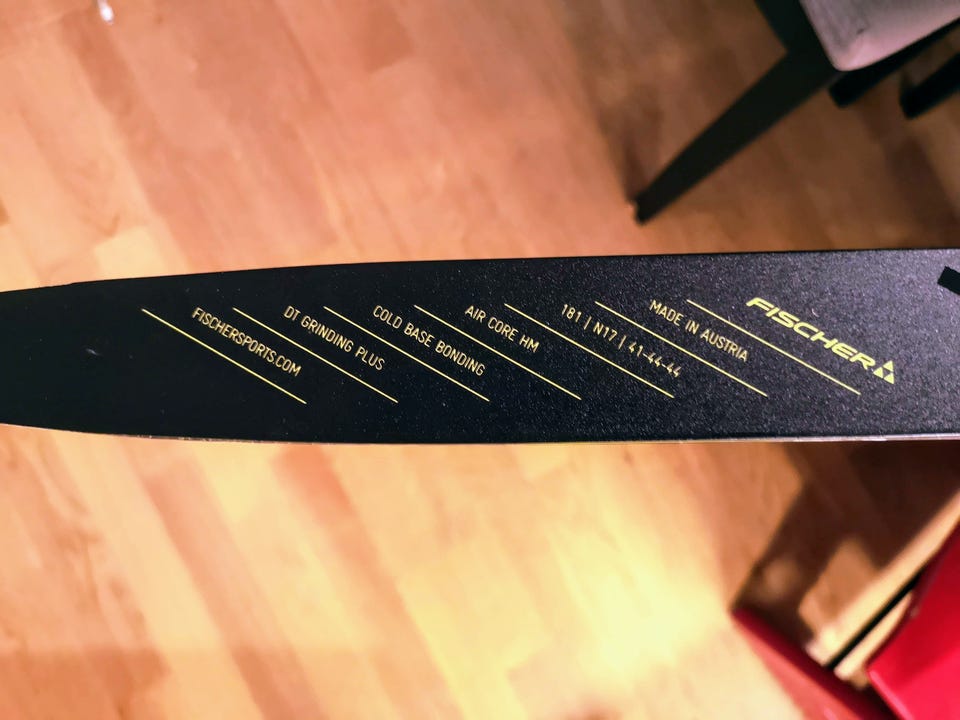 FISCHERSPORTS.COM
DT GRINDING PLUS
COLD BASE BONDING
AIR CORE HM
181 | N17 | 41-44-44
MADE IN AUSTRIA
FISCHER